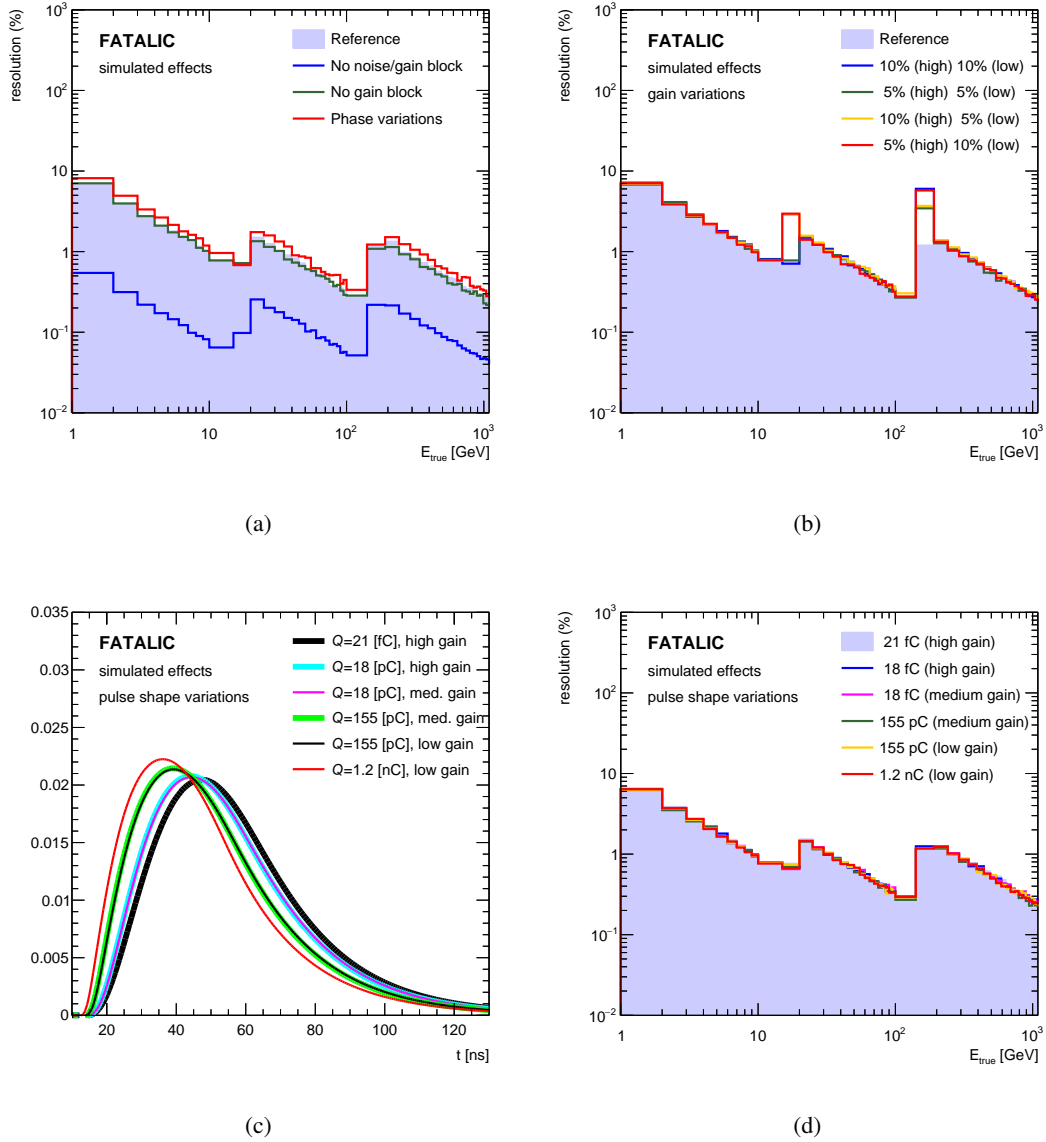 resolution (%)
10³
10²
10
1
10⁻¹
10⁻²
FATALIC
simulated effects
Reference
No noise/gain block
No gain block
Phase variations
1 10 10² 10³
E_true [GeV]
(a)
resolution (%)
10³
10²
10
1
10⁻¹
10⁻²
FATALIC
simulated effects
gain variations
Reference
10% (high) 10% (low)
5% (high) 5% (low)
10% (high) 5% (low)
5% (high) 10% (low)
1 10 10² 10³
E_true [GeV]
(b)
0.035
0.03
0.025
0.02
0.015
0.01
0.005
0
FATALIC
simulated effects
pulse shape variations
Q=21 [fC], high gain
Q=18 [pC], high gain
Q=18 [pC], med. gain
Q=155 [pC], med. gain
Q=155 [pC], low gain
Q=1.2 [nC], low gain
20 40 60 80 100 120
t [ns]
(c)
resolution (%)
10³
10²
10
1
10⁻¹
10⁻²
FATALIC
simulated effects
pulse shape variations
21 fC (high gain)
18 fC (high gain)
18 fC (medium gain)
155 pC (medium gain)
155 pC (low gain)
1.2 nC (low gain)
1 10 10² 10³
E_true [GeV]
(d)